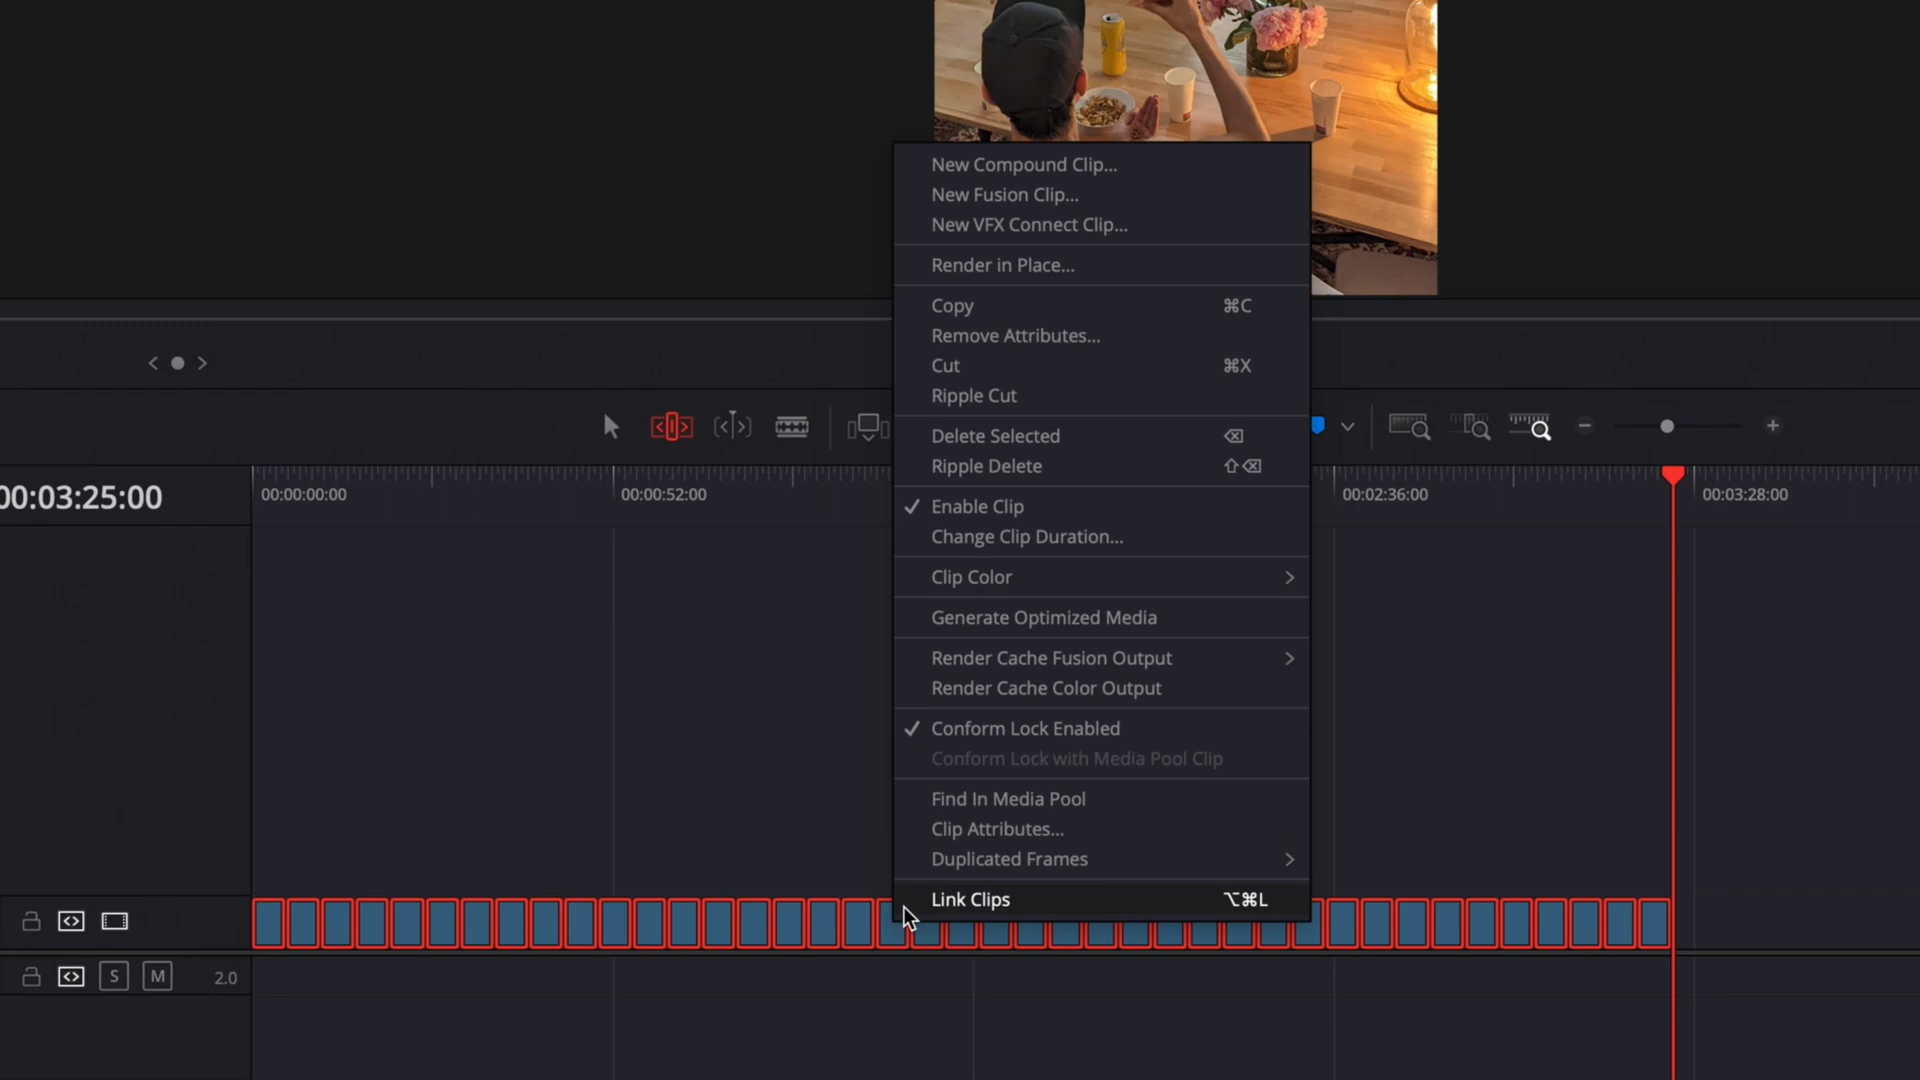 New Compound Clip...
New Fusion Clip...
New VFX Connect Clip...
Render in Place...
Copy ⌘C
Remove Attributes...
Cut ⌘X
Ripple Cut
Delete Selected ⌫
Ripple Delete ⇧⌫
✓ Enable Clip
Change Clip Duration...
Clip Color >
Generate Optimized Media
Render Cache Fusion Output >
Render Cache Color Output
✓ Conform Lock Enabled
Conform Lock with Media Pool Clip
Find In Media Pool
Clip Attributes...
Duplicated Frames >
Link Clips ⌥⌘L
00:03:25:00
00:00:00:00
00:00:52:00
00:02:36:00
00:03:28:00
S M 2.0